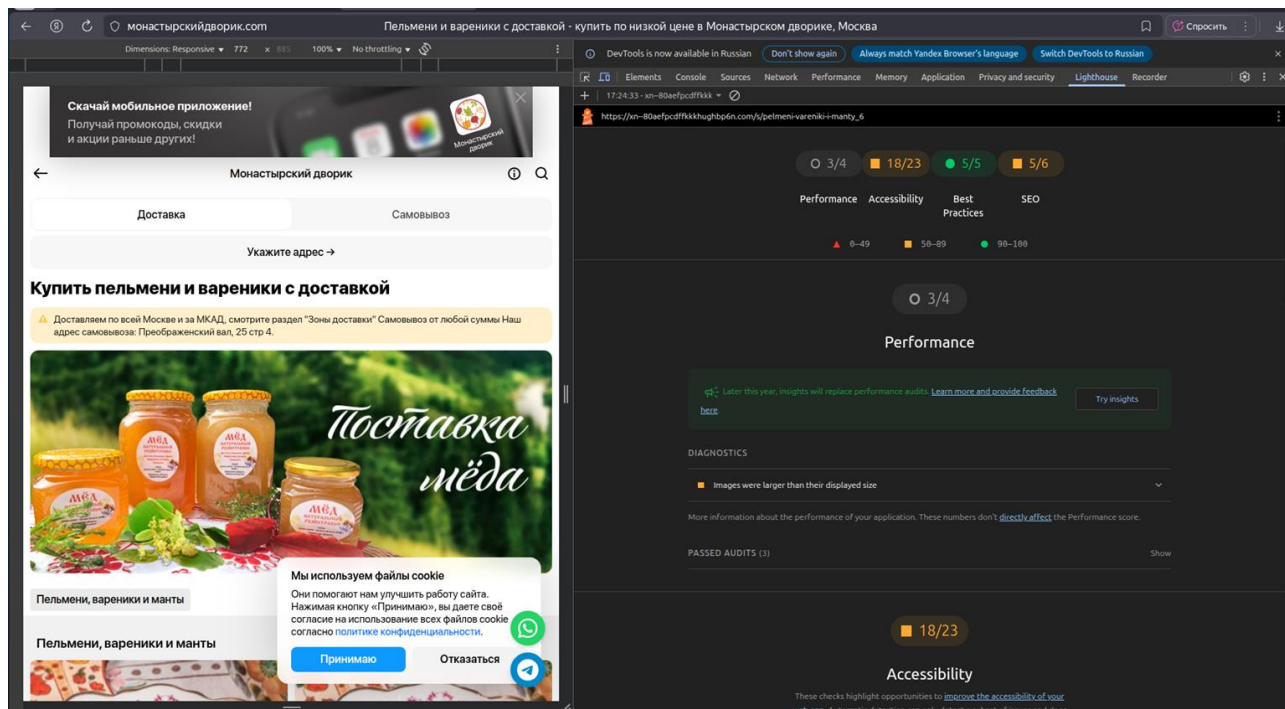 монастырскийдворик.com
Пельмени и вареники с доставкой - купить по низкой цене в Монастырском дворике, Москва
Спросить
Dimensions: Responsive
772 x 885
100%
No throttling
DevTools is now available in Russian
Don't show again
Always match Yandex Browser's language
Switch DevTools to Russian
Elements Console Sources Network Performance Memory Application Privacy and security Lighthouse Recorder
17:24:33 - xn--80aefpcdffkkk
https://xn--80aefpcdffkkkhughbp6n.com/s/pelmeni-vareniki-i-manty_6
Скачай мобильное приложение!
Получай промокоды, скидки
и акции раньше других!
Монастырский
дворик
Монастырский дворик
Доставка
Самовывоз
Укажите адрес →
Купить пельмени и вареники с доставкой
Доставляем по всей Москве и за МКАД, смотрите раздел "Зоны доставки" Самовывоз от любой суммы Наш
адрес самовывоза: Преображенский вал, 25 стр 4.
Поставка
мёда
МЁД
МЁД
МЁД
МЁД
Мы используем файлы cookie
Они помогают нам улучшить работу сайта.
Нажимая кнопку «Принимаю», вы даете своё
согласие на использование всех файлов cookie
согласно политике конфиденциальности.
Принимаю
Отказаться
Пельмени, вареники и манты
Пельмени, вареники и манты
3/4
18/23
5/5
5/6
Performance
Accessibility
Best
Practices
SEO
0–49
50–89
90–100
3/4
Performance
Later this year, insights will replace performance audits. Learn more and provide feedback
here.
Try insights
DIAGNOSTICS
Images were larger than their displayed size
More information about the performance of your application. These numbers don't directly affect the Performance score.
PASSED AUDITS (3)
Show
18/23
Accessibility
These checks highlight opportunities to improve the accessibility of your